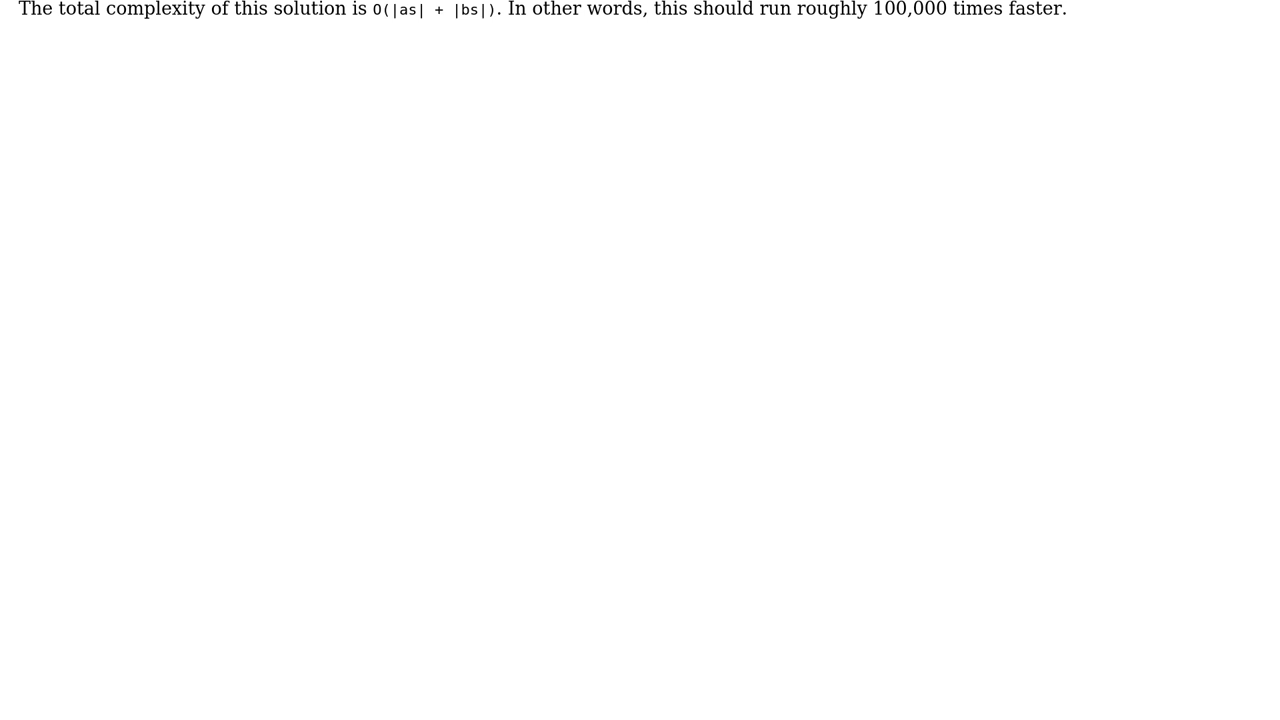 The total complexity of this solution is O(|as| + |bs|). In other words, this should run roughly 100,000 times faster.